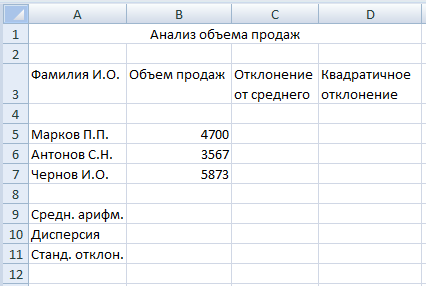 A B C D
1 Анализ объема продаж
2
3 Фамилия И.О. Объем продаж Отклонение от среднего Квадратичное отклонение
4
5 Марков П.П. 4700
6 Антонов С.Н. 3567
7 Чернов И.О. 5873
8
9 Средн. арифм.
10 Дисперсия
11 Станд. отклон.
12